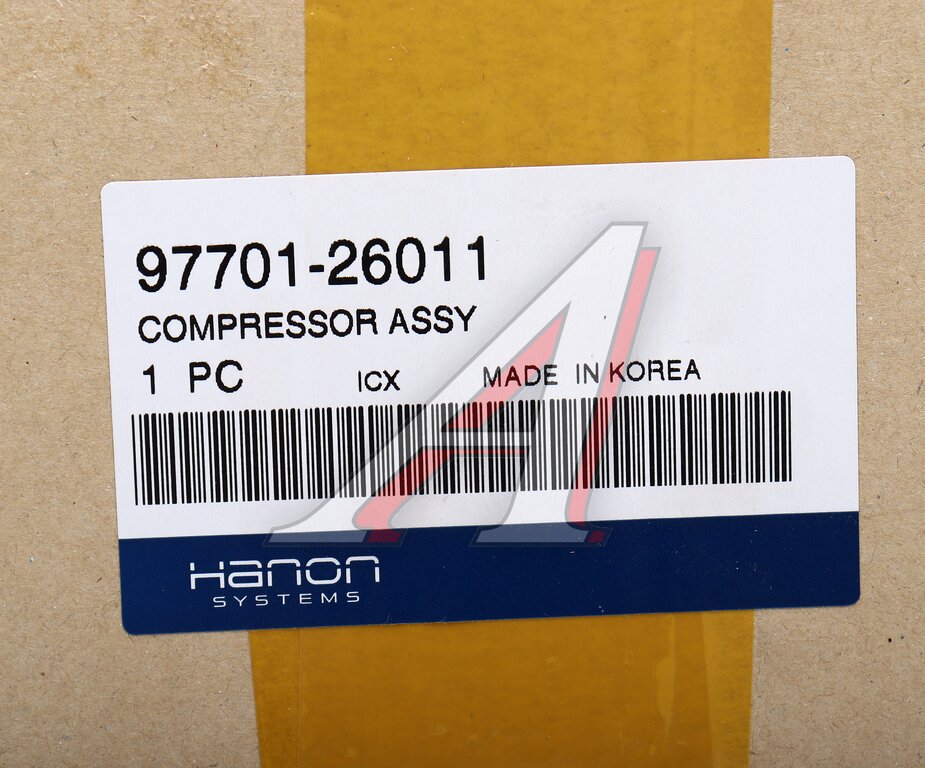 97701-26011
COMPRESSOR ASSY
1 PC ICX MADE IN KOREA
Hanon
SYSTEMS